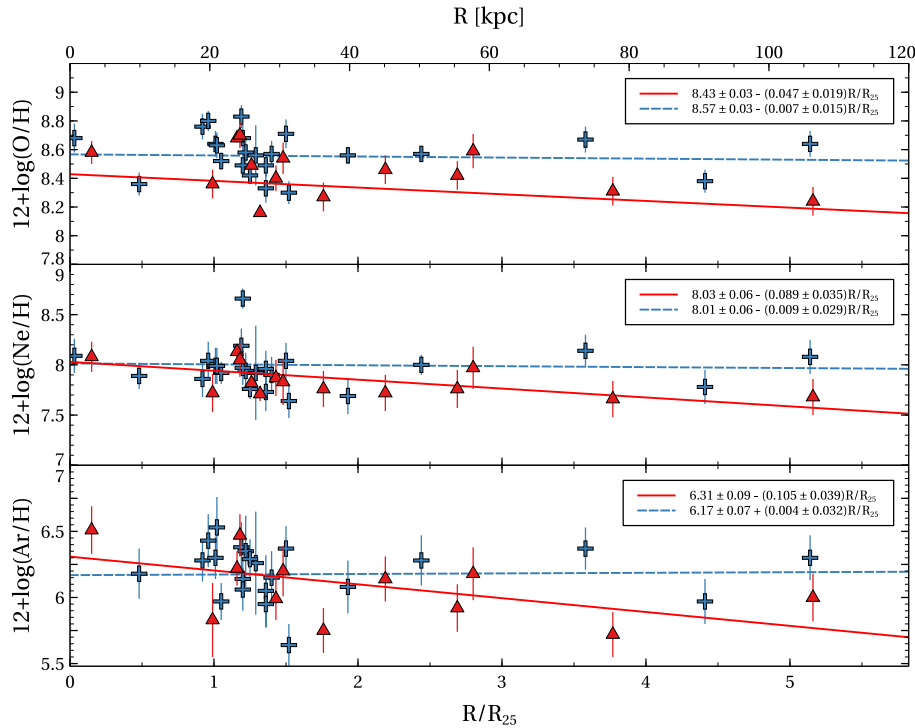 R [kpc]
0 20 40 60 80 100 120
12+log(O/H)
9
8.8
8.6
8.4
8.2
8
7.8
8.43 ± 0.03 - (0.047 ± 0.019)R/R₂₅
8.57 ± 0.03 - (0.007 ± 0.015)R/R₂₅
12+log(Ne/H)
9
8.5
8
7.5
7
8.03 ± 0.06 - (0.089 ± 0.035)R/R₂₅
8.01 ± 0.06 - (0.009 ± 0.029)R/R₂₅
12+log(Ar/H)
7
6.5
6
5.5
6.31 ± 0.09 - (0.105 ± 0.039)R/R₂₅
6.17 ± 0.07 + (0.004 ± 0.032)R/R₂₅
0 1 2 3 4 5
R/R₂₅